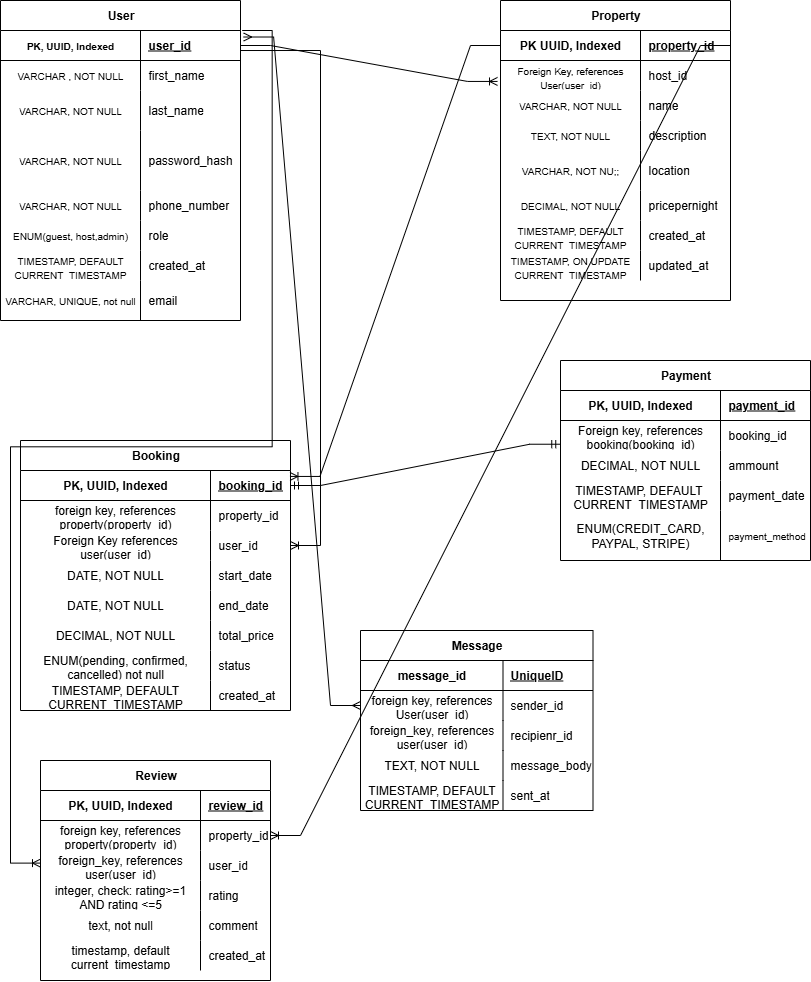 User
PK, UUID, Indexed user_id
VARCHAR , NOT NULL first_name
VARCHAR, NOT NULL last_name
VARCHAR, NOT NULL password_hash
VARCHAR, NOT NULL phone_number
ENUM(guest, host,admin) role
TIMESTAMP, DEFAULT
CURRENT_TIMESTAMP
created_at
VARCHAR, UNIQUE, not null email
Property
PK UUID, Indexed property_id
Foreign Key, references
User(user_id)
host_id
VARCHAR, NOT NULL name
TEXT, NOT NULL description
VARCHAR, NOT NU;; location
DECIMAL, NOT NULL pricepernight
TIMESTAMP, DEFAULT
CURRENT_TIMESTAMP
created_at
TIMESTAMP, ON UPDATE
CURRENT_TIMESTAMP
updated_at
Payment
PK, UUID, Indexed payment_id
Foreign key, references
booking(booking_id)
booking_id
DECIMAL, NOT NULL ammount
TIMESTAMP, DEFAULT
CURRENT_TIMESTAMP
payment_date
ENUM(CREDIT_CARD,
PAYPAL, STRIPE)
payment_method
Booking
PK, UUID, Indexed booking_id
foreign key, references
property(property_id)
property_id
Foreign Key references
user(user_id)
user_id
DATE, NOT NULL start_date
DATE, NOT NULL end_date
DECIMAL, NOT NULL total_price
ENUM(pending, confirmed,
cancelled) not null
status
TIMESTAMP, DEFAULT
CURRENT_TIMESTAMP
created_at
Message
message_id UniqueID
foreign key, references
User(user_id)
sender_id
foreign_key, references
user(user_id)
recipienr_id
TEXT, NOT NULL message_body
TIMESTAMP, DEFAULT
CURRENT_TIMESTAMP
sent_at
Review
PK, UUID, Indexed review_id
foreign key, references
property(property_id)
property_id
foreign_key, references
user(user_id)
user_id
integer, check: rating>=1
AND rating <=5
rating
text, not null comment
timestamp, default
current_timestamp
created_at